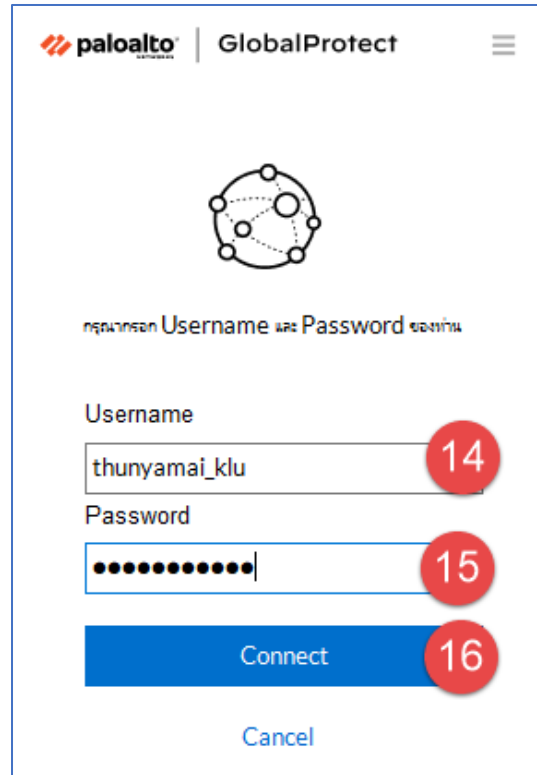 paloalto | GlobalProtect
NETWORKS
กรุณากรอก Username และ Password ของท่าน
Username
thunyamai_klu
14
Password
●●●●●●●●●●●
15
Connect
16
Cancel